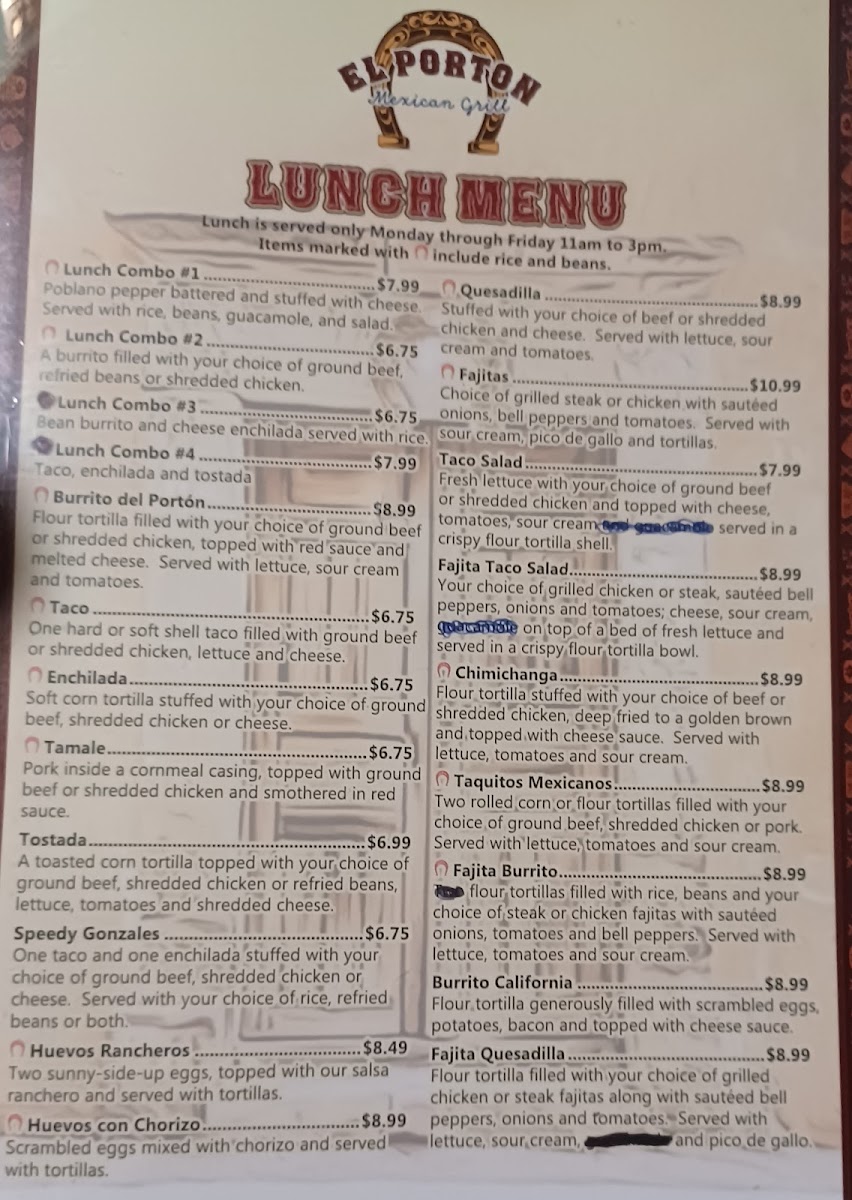 EL PORTON
Mexican Grill
LUNCH MENU
Lunch is served only Monday through Friday 11am to 3pm.
Items marked with include rice and beans.
Lunch Combo #1 $7.99
Poblano pepper battered and stuffed with cheese.
Served with rice, beans, guacamole, and salad.
Lunch Combo #2 $6.75
A burrito filled with your choice of ground beef,
refried beans or shredded chicken.
Lunch Combo #3 $6.75
Bean burrito and cheese enchilada served with rice.
Lunch Combo #4 $7.99
Taco, enchilada and tostada
Burrito del Portón $8.99
Flour tortilla filled with your choice of ground beef
or shredded chicken, topped with red sauce and
melted cheese. Served with lettuce, sour cream
and tomatoes.
Taco $6.75
One hard or soft shell taco filled with ground beef
or shredded chicken, lettuce and cheese.
Enchilada $6.75
Soft corn tortilla stuffed with your choice of ground
beef, shredded chicken or cheese.
Tamale $6.75
Pork inside a cornmeal casing, topped with ground
beef or shredded chicken and smothered in red
sauce.
Tostada $6.99
A toasted corn tortilla topped with your choice of
ground beef, shredded chicken or refried beans,
lettuce, tomatoes and shredded cheese.
Speedy Gonzales $6.75
One taco and one enchilada stuffed with your
choice of ground beef, shredded chicken or
cheese. Served with your choice of rice, refried
beans or both.
Huevos Rancheros $8.49
Two sunny-side-up eggs, topped with our salsa
ranchero and served with tortillas.
Huevos con Chorizo $8.99
Scrambled eggs mixed with chorizo and served
with tortillas.
Quesadilla $8.99
Stuffed with your choice of beef or shredded
chicken and cheese. Served with lettuce, sour
cream and tomatoes.
Fajitas $10.99
Choice of grilled steak or chicken with sautéed
onions, bell peppers and tomatoes. Served with
sour cream, pico de gallo and tortillas.
Taco Salad $7.99
Fresh lettuce with your choice of ground beef
or shredded chicken and topped with cheese,
tomatoes, sour cream served in a
crispy flour tortilla shell.
Fajita Taco Salad $8.99
Your choice of grilled chicken or steak, sautéed bell
peppers, onions and tomatoes; cheese, sour cream,
on top of a bed of fresh lettuce and
served in a crispy flour tortilla bowl.
Chimichanga $8.99
Flour tortilla stuffed with your choice of beef or
shredded chicken, deep fried to a golden brown
and topped with cheese sauce. Served with
lettuce, tomatoes and sour cream.
Taquitos Mexicanos $8.99
Two rolled corn or flour tortillas filled with your
choice of ground beef, shredded chicken or pork.
Served with lettuce, tomatoes and sour cream.
Fajita Burrito $8.99
flour tortillas filled with rice, beans and your
choice of steak or chicken fajitas with sautéed
onions, tomatoes and bell peppers. Served with
lettuce, tomatoes and sour cream.
Burrito California $8.99
Flour tortilla generously filled with scrambled eggs,
potatoes, bacon and topped with cheese sauce.
Fajita Quesadilla $8.99
Flour tortilla filled with your choice of grilled
chicken or steak fajitas along with sautéed bell
peppers, onions and tomatoes. Served with
lettuce, sour cream, and pico de gallo.